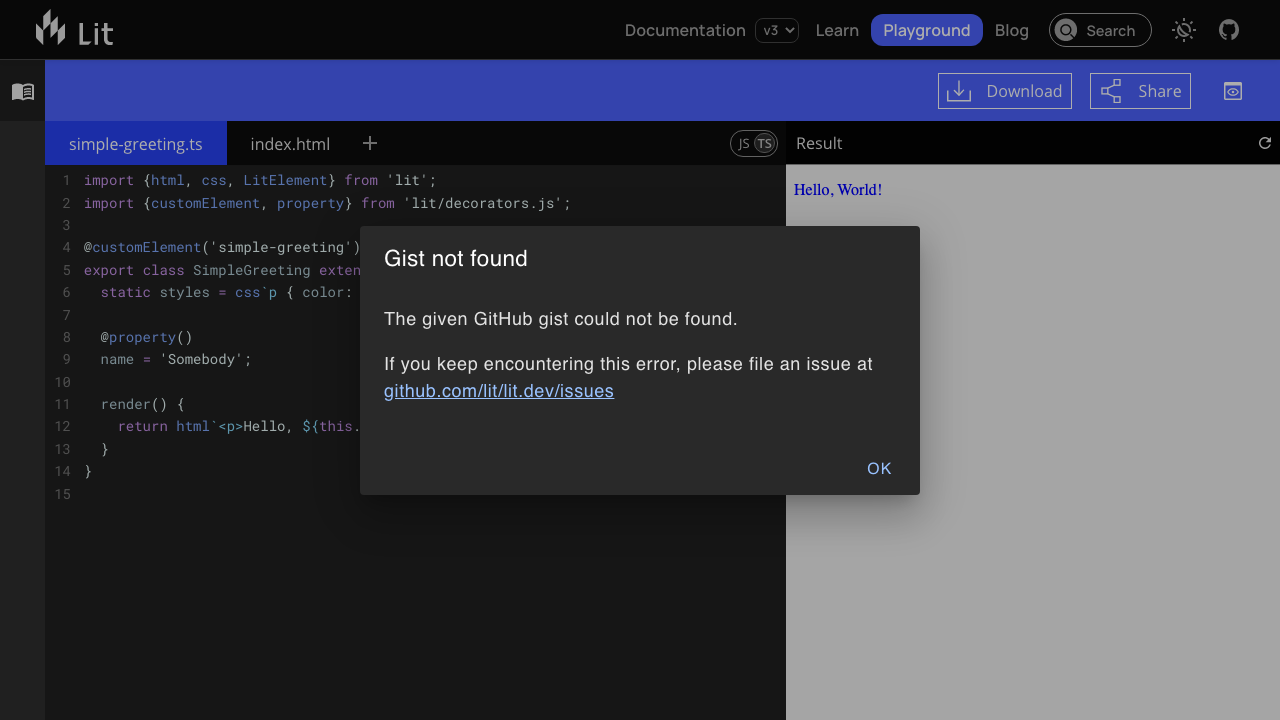 Lit
Documentation v3 Learn Playground Blog Search
Download Share
simple-greeting.ts index.html + JS TS Result
1 import {html, css, LitElement} from 'lit';
2 import {customElement, property} from 'lit/decorators.js';
3
4 @customElement('simple-greeting')
5 export class SimpleGreeting exten
6 static styles = css`p { color:
7
8 @property()
9 name = 'Somebody';
10
11 render() {
12 return html`<p>Hello, ${this.
13 }
14 }
15
Hello, World!
Gist not found
The given GitHub gist could not be found.
If you keep encountering this error, please file an issue at
github.com/lit/lit.dev/issues
OK